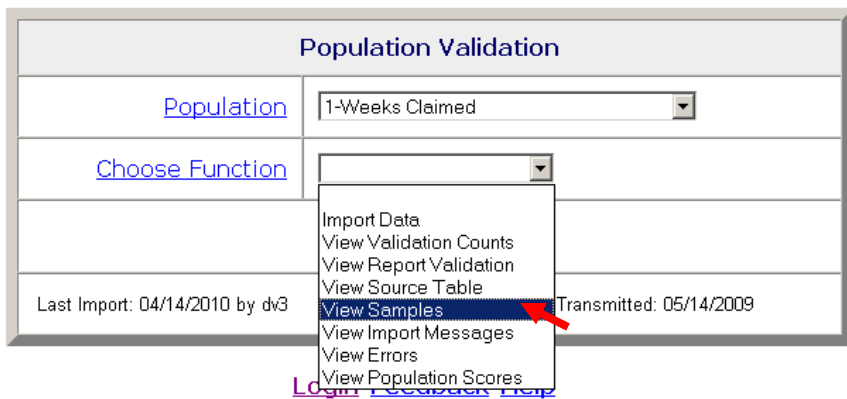 Population Validation
Population
1-Weeks Claimed
Choose Function
Import Data
View Validation Counts
View Report Validation
View Source Table
Last Import: 04/14/2010 by dv3
View Samples
Transmitted: 05/14/2009
View Import Messages
View Errors
View Population Scores
Login Feedback Help